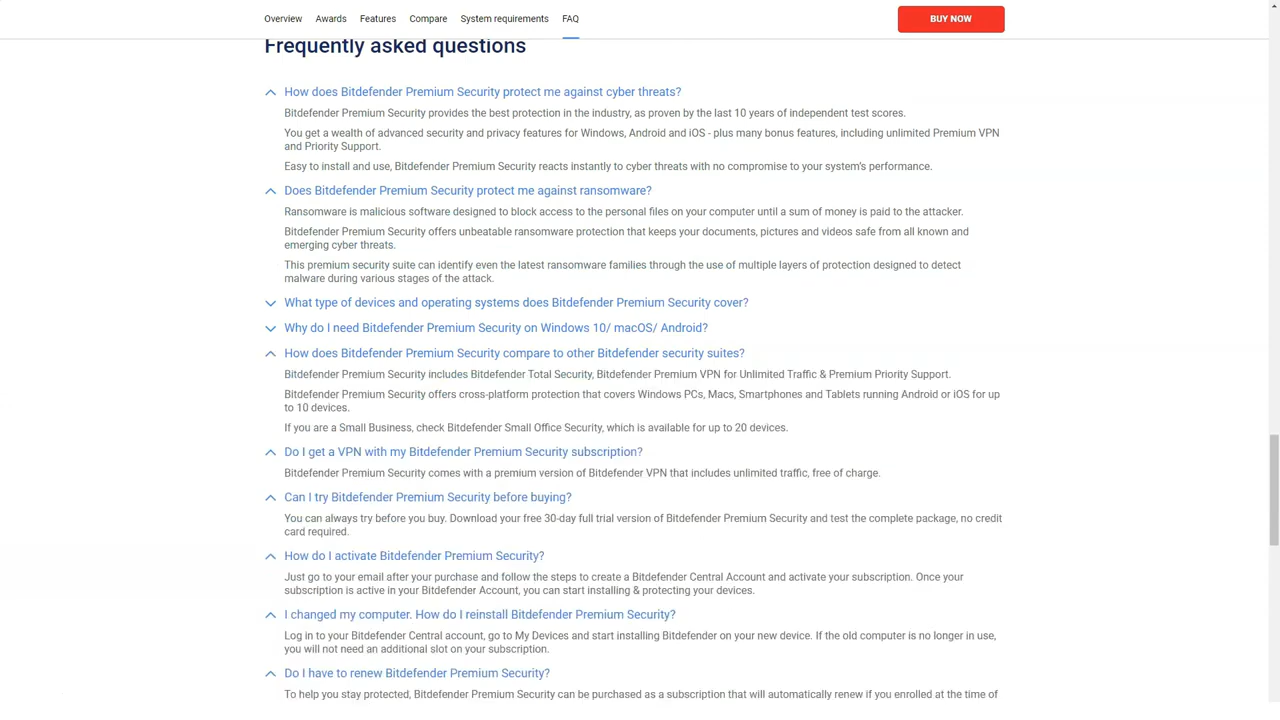 Overview Awards Features Compare System requirements FAQ BUY NOW
Frequently asked questions
How does Bitdefender Premium Security protect me against cyber threats?
Bitdefender Premium Security provides the best protection in the industry, as proven by the last 10 years of independent test scores.
You get a wealth of advanced security and privacy features for Windows, Android and iOS - plus many bonus features, including unlimited Premium VPN
and Priority Support.
Easy to install and use, Bitdefender Premium Security reacts instantly to cyber threats with no compromise to your system's performance.
Does Bitdefender Premium Security protect me against ransomware?
Ransomware is malicious software designed to block access to the personal files on your computer until a sum of money is paid to the attacker.
Bitdefender Premium Security offers unbeatable ransomware protection that keeps your documents, pictures and videos safe from all known and
emerging cyber threats.
This premium security suite can identify even the latest ransomware families through the use of multiple layers of protection designed to detect
malware during various stages of the attack.
What type of devices and operating systems does Bitdefender Premium Security cover?
Why do I need Bitdefender Premium Security on Windows 10/ macOS/ Android?
How does Bitdefender Premium Security compare to other Bitdefender security suites?
Bitdefender Premium Security includes Bitdefender Total Security, Bitdefender Premium VPN for Unlimited Traffic & Premium Priority Support.
Bitdefender Premium Security offers cross-platform protection that covers Windows PCs, Macs, Smartphones and Tablets running Android or iOS for up
to 10 devices.
If you are a Small Business, check Bitdefender Small Office Security, which is available for up to 20 devices.
Do I get a VPN with my Bitdefender Premium Security subscription?
Bitdefender Premium Security comes with a premium version of Bitdefender VPN that includes unlimited traffic, free of charge.
Can I try Bitdefender Premium Security before buying?
You can always try before you buy. Download your free 30-day full trial version of Bitdefender Premium Security and test the complete package, no credit
card required.
How do I activate Bitdefender Premium Security?
Just go to your email after your purchase and follow the steps to create a Bitdefender Central Account and activate your subscription. Once your
subscription is active in your Bitdefender Account, you can start installing & protecting your devices.
I changed my computer. How do I reinstall Bitdefender Premium Security?
Log in to your Bitdefender Central account, go to My Devices and start installing Bitdefender on your new device. If the old computer is no longer in use,
you will not need an additional slot on your subscription.
Do I have to renew Bitdefender Premium Security?
To help you stay protected, Bitdefender Premium Security can be purchased as a subscription that will automatically renew if you enrolled at the time of